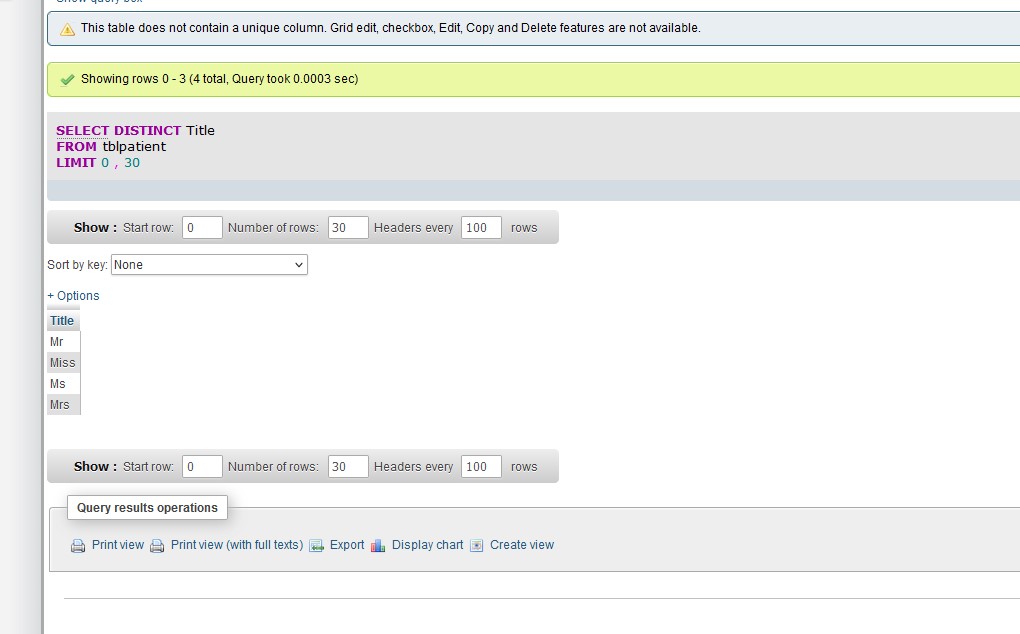 Show query box
This table does not contain a unique column. Grid edit, checkbox, Edit, Copy and Delete features are not available.
Showing rows 0 - 3 (4 total, Query took 0.0003 sec)
SELECT DISTINCT Title
FROM tblpatient
LIMIT 0 , 30
Show : Start row: 0 Number of rows: 30 Headers every 100 rows
Sort by key: None
+ Options
Title
Mr
Miss
Ms
Mrs
Show : Start row: 0 Number of rows: 30 Headers every 100 rows
Query results operations
Print view Print view (with full texts) Export Display chart Create view